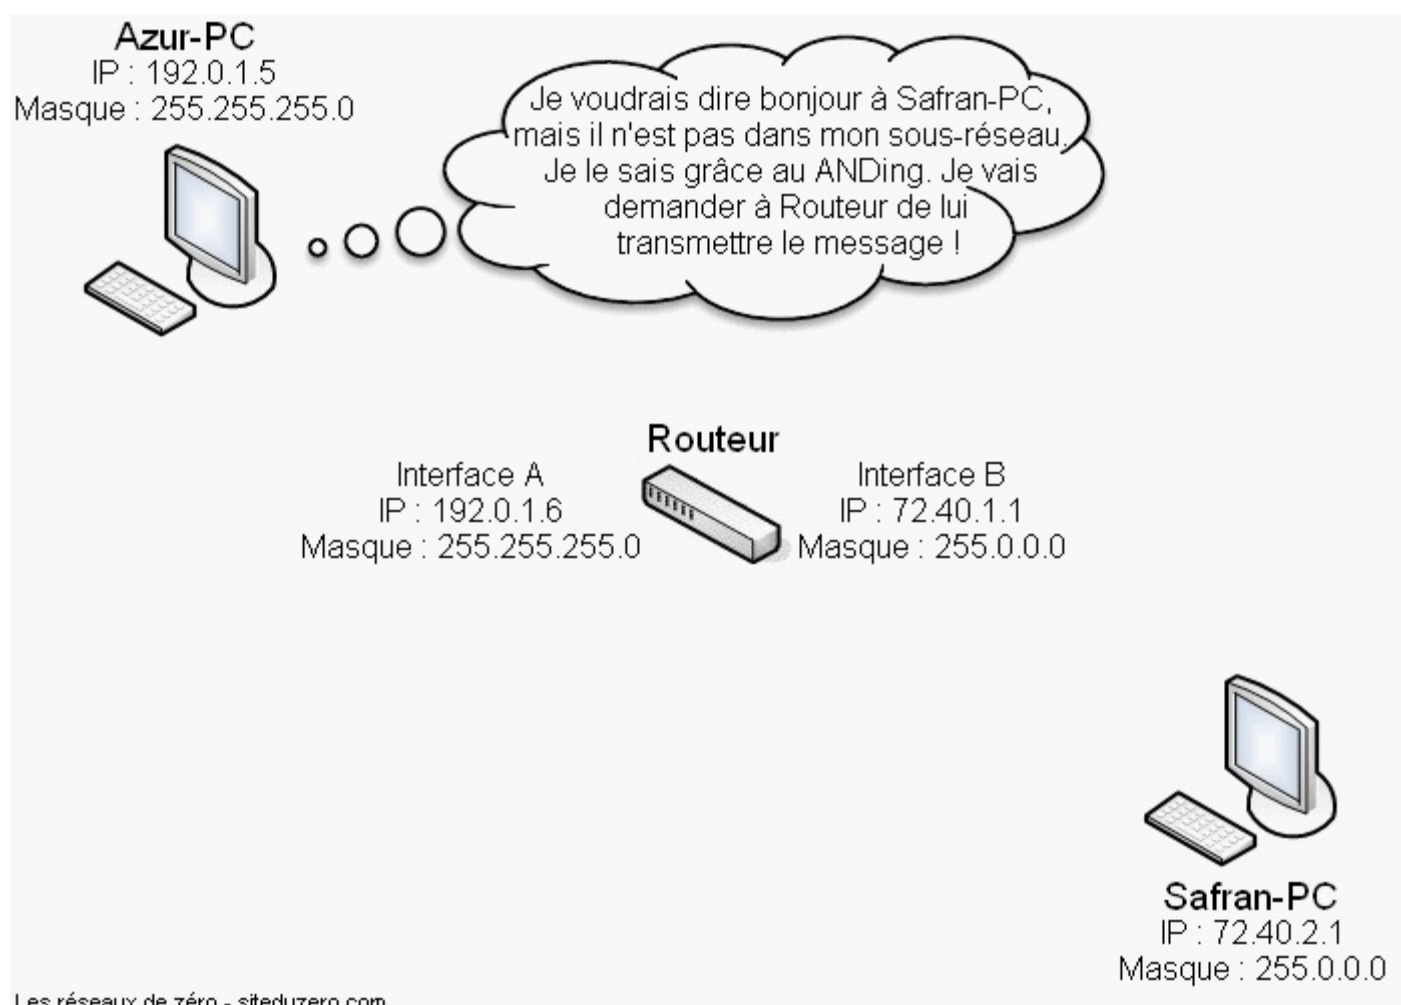 Azur-PC
IP : 192.0.1.5
Masque : 255.255.255.0
Je voudrais dire bonjour à Safran-PC,
mais il n'est pas dans mon sous-réseau.
Je le sais grâce au ANDing. Je vais
demander à Routeur de lui
transmettre le message !
Routeur
Interface A
IP : 192.0.1.6
Masque : 255.255.255.0
Interface B
IP : 72.40.1.1
Masque : 255.0.0.0
Safran-PC
IP : 72.40.2.1
Masque : 255.0.0.0
Les réseaux de zéro - siteduzero.com